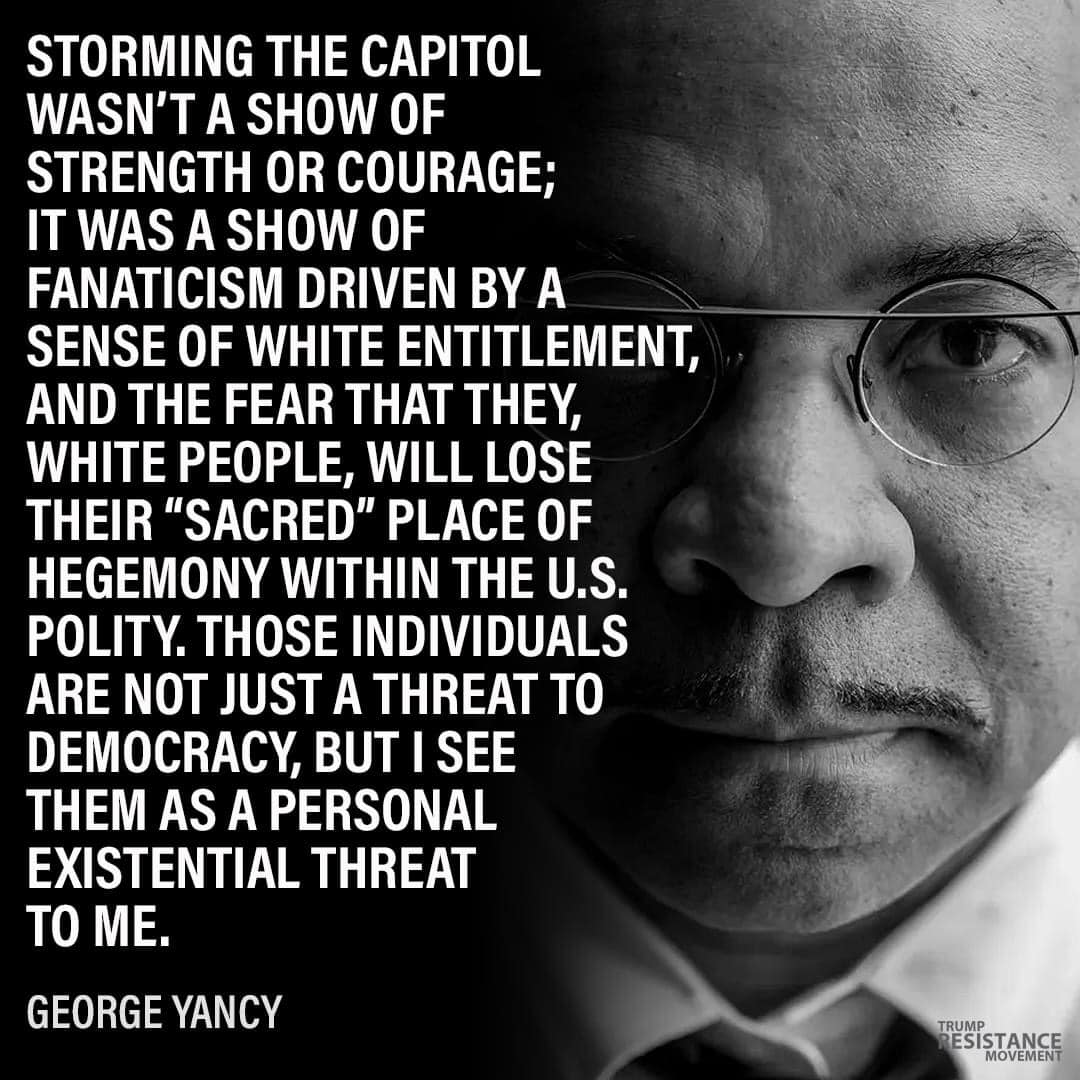 STORMING THE CAPITOL
WASN'T A SHOW OF
STRENGTH OR COURAGE;
IT WAS A SHOW OF
FANATICISM DRIVEN BY A
SENSE OF WHITE ENTITLEMENT,
AND THE FEAR THAT THEY,
WHITE PEOPLE, WILL LOSE
THEIR “SACRED” PLACE OF
HEGEMONY WITHIN THE U.S.
POLITY. THOSE INDIVIDUALS
ARE NOT JUST A THREAT TO
DEMOCRACY, BUT I SEE
THEM AS A PERSONAL
EXISTENTIAL THREAT
TO ME.
GEORGE YANCY
TRUMP
RESISTANCE
MOVEMENT